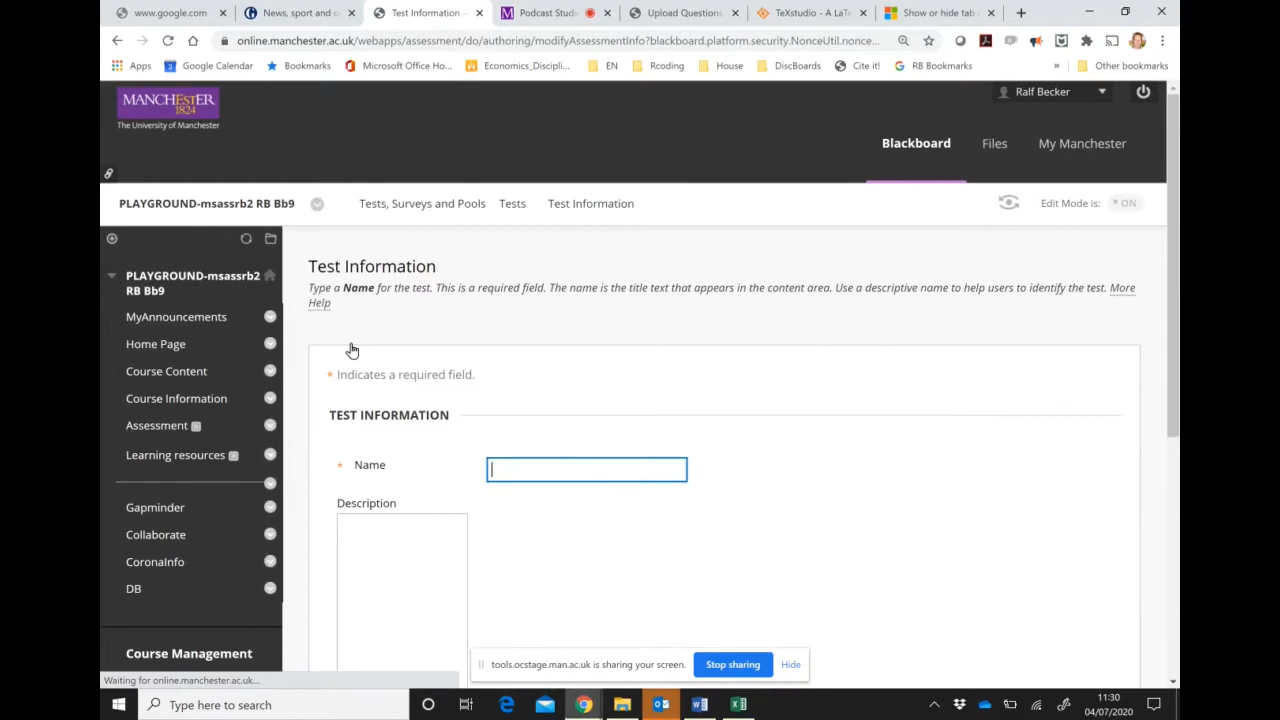 www.google.com
News, sport and o
Test Information –
Podcast Studi
Upload Questions
TeXstudio - A LaTe
Show or hide tab
online.manchester.ac.uk/webapps/assessment/do/authoring/modifyAssessmentInfo?blackboard.platform.security.NonceUtil.nonce...
Apps
Google Calendar
Bookmarks
Microsoft Office Ho...
Economics_Discipli...
EN
Rcoding
House
DiscBoards
Cite it!
RB Bookmarks
»
Other bookmarks
MANCHESTER
1824
The University of Manchester
Ralf Becker
Blackboard
Files
My Manchester
PLAYGROUND-msassrb2 RB Bb9
Tests, Surveys and Pools
Tests
Test Information
Edit Mode is:
ON
PLAYGROUND-msassrb2
RB Bb9
MyAnnouncements
Home Page
Course Content
Course Information
Assessment
Learning resources
Gapminder
Collaborate
CoronaInfo
DB
Course Management
Test Information
Type a Name for the test. This is a required field. The name is the title text that appears in the content area. Use a descriptive name to help users to identify the test. More
Help
* Indicates a required field.
TEST INFORMATION
* Name
Description
tools.ocstage.man.ac.uk is sharing your screen.
Stop sharing
Hide
Waiting for online.manchester.ac.uk...
Type here to search
11:30
04/07/2020